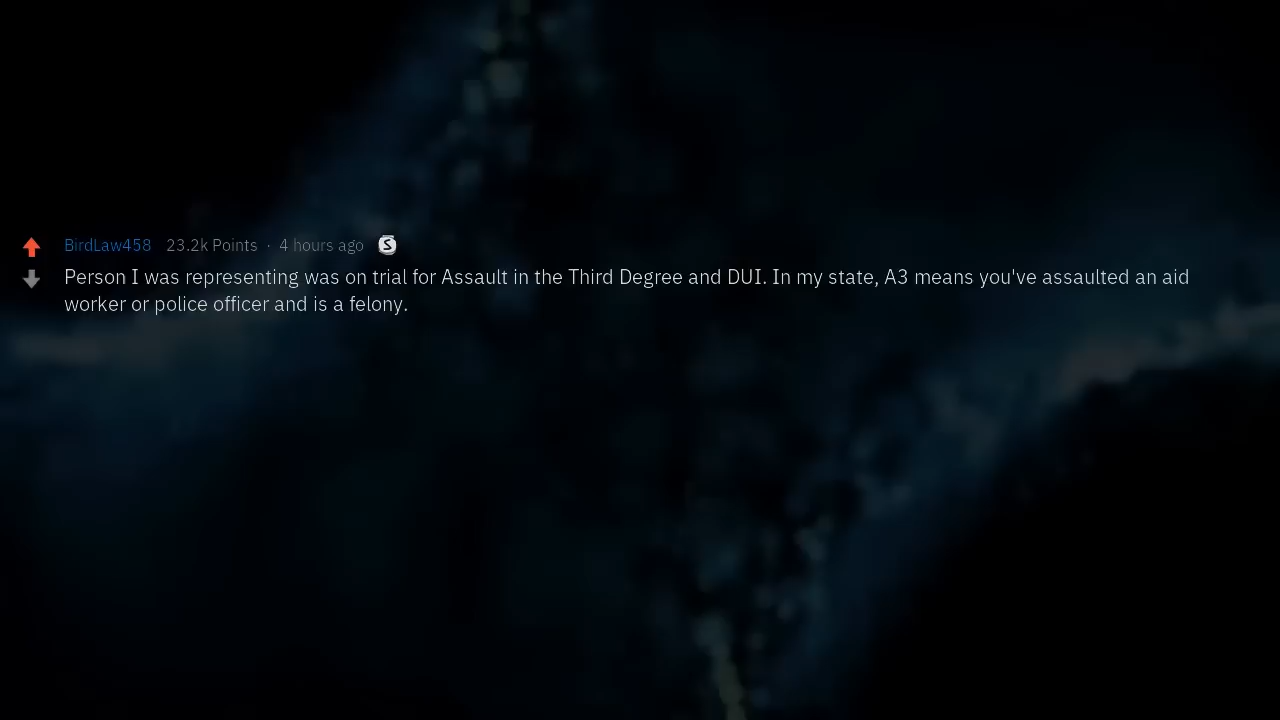 BirdLaw458 23.2k Points · 4 hours ago S
Person I was representing was on trial for Assault in the Third Degree and DUI. In my state, A3 means you've assaulted an aid
worker or police officer and is a felony.